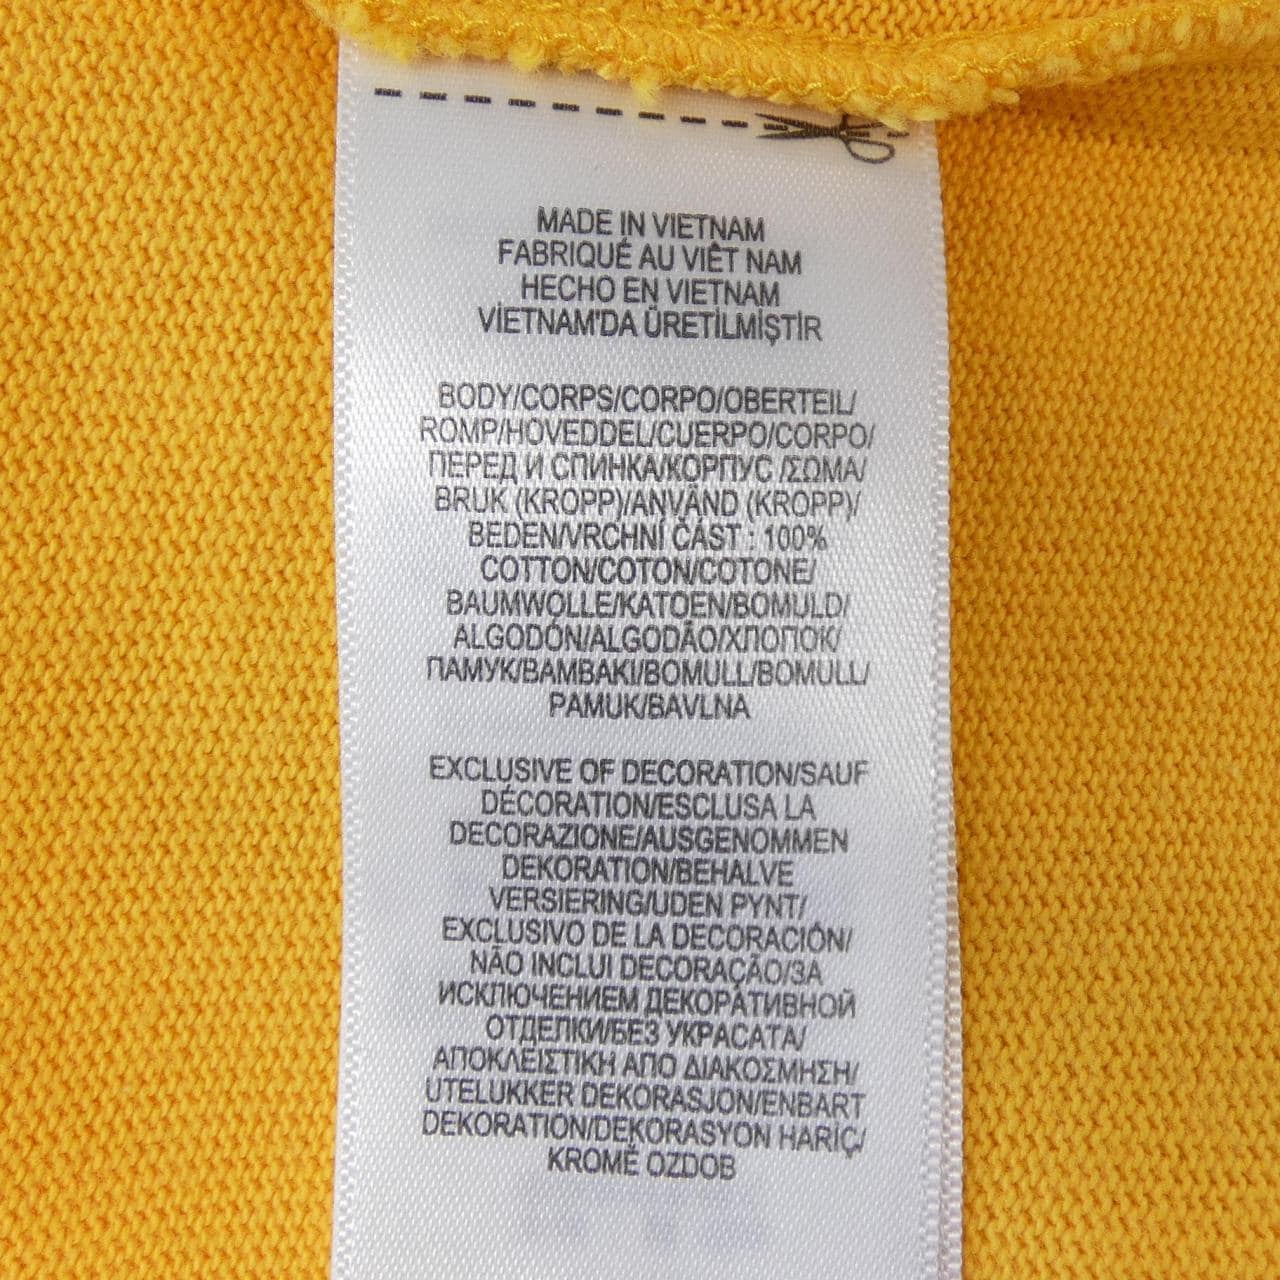 MADE IN VIETNAM
FABRIQUÉ AU VIÊT NAM
HECHO EN VIETNAM
VİETNAM'DA ÜRETİLMİŞTİR
BODY/CORPS/CORPO/OBERTEIL/
ROMP/HOVEDDEL/CUERPO/CORPO/
ПЕРЕД И СПИНКА/КОРПУС /ΣΩΜΑ/
BRUK (KROPP)/ANVÄND (KROPP)/
BEDEN/VRCHNÍ ČÁST : 100%
COTTON/COTON/COTONE/
BAUMWOLLE/KATOEN/BOMULD/
ALGODÓN/ALGODÃO/ХЛОПОК/
ПАМУК/ΒΑΜΒΑΚΙ/BOMULL/BOMULL/
PAMUK/BAVLNA
EXCLUSIVE OF DECORATION/SAUF
DÉCORATION/ESCLUSA LA
DECORAZIONE/AUSGENOMMEN
DEKORATION/BEHALVE
VERSIERING/UDEN PYNT/
EXCLUSIVO DE LA DECORACIÓN/
NÃO INCLUI DECORAÇÃO/ЗА
ИСКЛЮЧЕНИЕМ ДЕКОРАТИВНОЙ
ОТДЕЛКИ/БЕЗ УКРАСАТА/
ΑΠΟΚΛΕΙΣΤΙΚΗ ΑΠΟ ΔΙΑΚΟΣΜΗΣΗ/
UTELUKKER DEKORASJON/ENBART
DEKORATION/DEKORASYON HARİÇ/
KROMĚ OZDOB